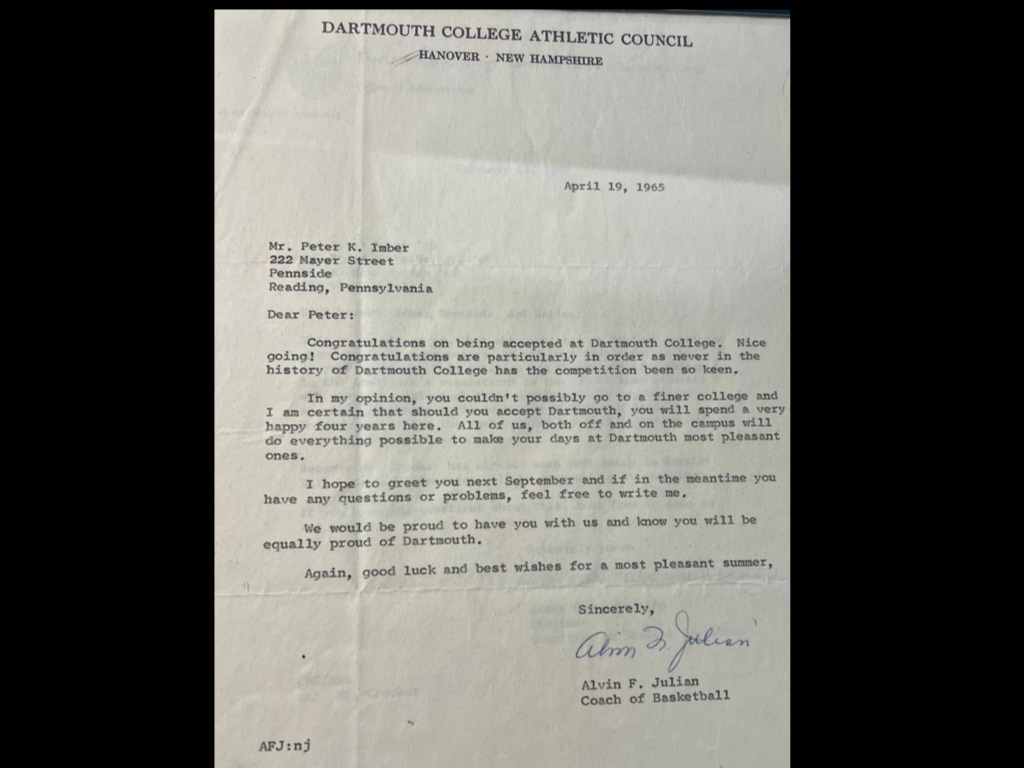 DARTMOUTH COLLEGE ATHLETIC COUNCIL
HANOVER · NEW HAMPSHIRE
April 19, 1965
Mr. Peter K. Imber
222 Mayer Street
Pennside
Reading, Pennsylvania
Dear Peter:
Congratulations on being accepted at Dartmouth College. Nice
going! Congratulations are particularly in order as never in the
history of Dartmouth College has the competition been so keen.
In my opinion, you couldn't possibly go to a finer college and
I am certain that should you accept Dartmouth, you will spend a very
happy four years here. All of us, both off and on the campus will
do everything possible to make your days at Dartmouth most pleasant
ones.
I hope to greet you next September and if in the meantime you
have any questions or problems, feel free to write me.
We would be proud to have you with us and know you will be
equally proud of Dartmouth.
Again, good luck and best wishes for a most pleasant summer,
Sincerely,
Alvin F. Julian
Alvin F. Julian
Coach of Basketball
AFJ:nj